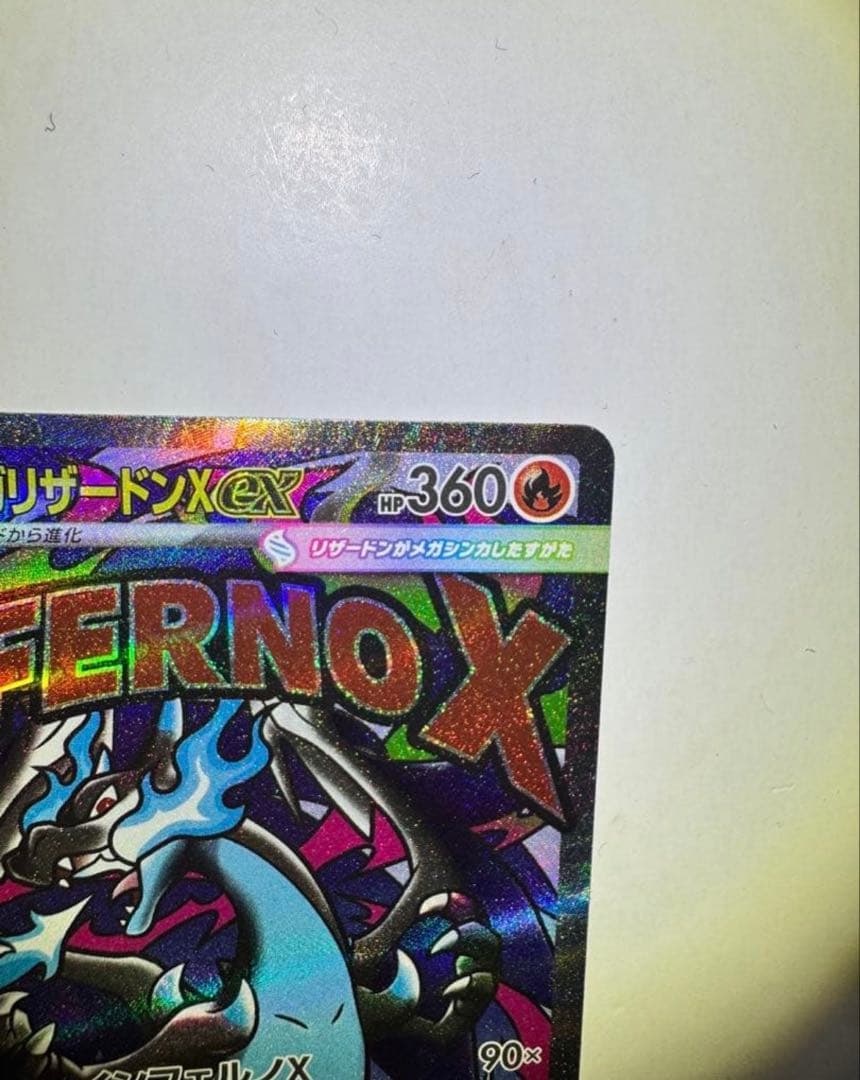 リザードンXex HP360
から進化
リザードンがメガシンカしたすがた
FERNO X
インフェルノX 90×